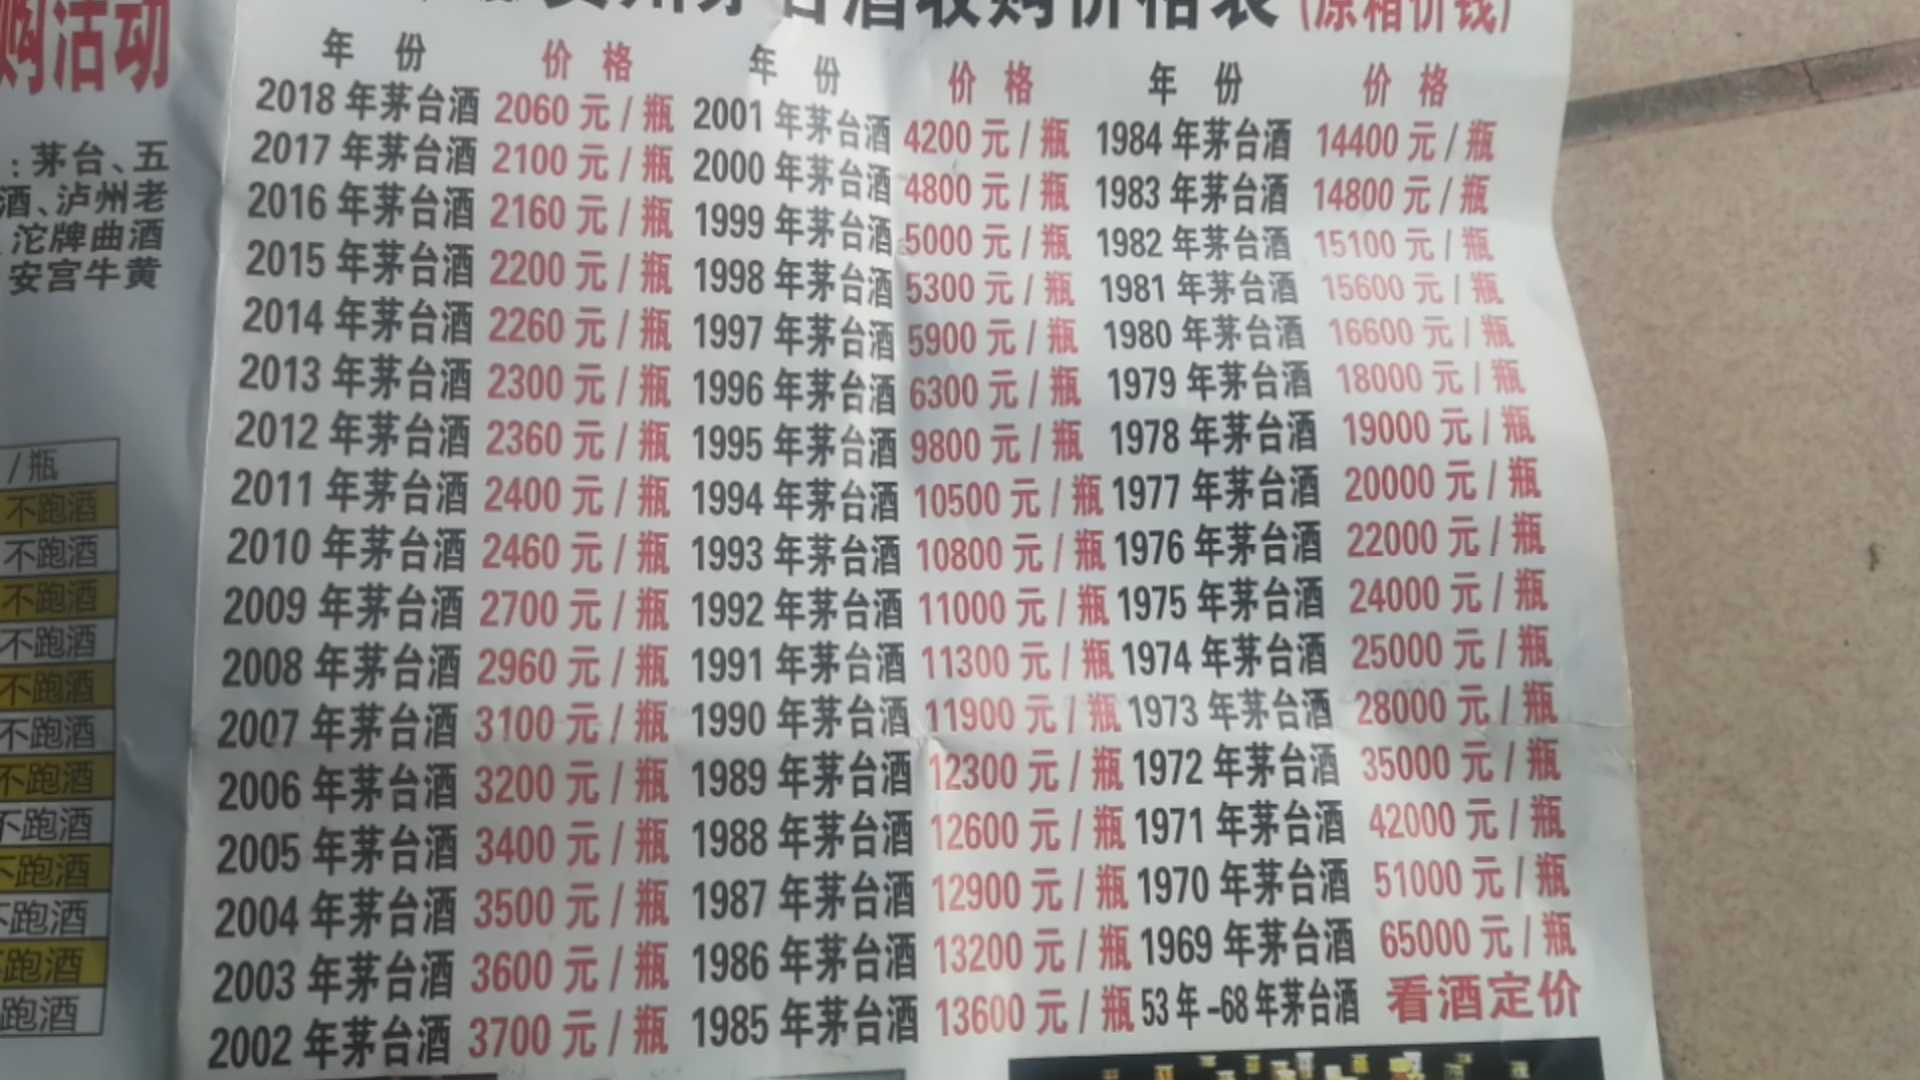 贵州茅台酒收购价格表(原箱价钱)
购活动
:茅台、五
酒、泸州老
沱牌曲酒
安宫牛黄
/瓶
不跑酒
不跑酒
不跑酒
不跑酒
不跑酒
不跑酒
不跑酒
不跑酒
不跑酒
不跑酒
跑酒
跑酒
年 份 价 格 年 份 价 格 年 份 价 格
2018年茅台酒 2060元/瓶 2001年茅台酒 4200元/瓶 1984年茅台酒 14400元/瓶
2017年茅台酒 2100元/瓶 2000年茅台酒 4800元/瓶 1983年茅台酒 14800元/瓶
2016年茅台酒 2160元/瓶 1999年茅台酒 5000元/瓶 1982年茅台酒 15100元/瓶
2015年茅台酒 2200元/瓶 1998年茅台酒 5300元/瓶 1981年茅台酒 15600元/瓶
2014年茅台酒 2260元/瓶 1997年茅台酒 5900元/瓶 1980年茅台酒 16600元/瓶
2013年茅台酒 2300元/瓶 1996年茅台酒 6300元/瓶 1979年茅台酒 18000元/瓶
2012年茅台酒 2360元/瓶 1995年茅台酒 9800元/瓶 1978年茅台酒 19000元/瓶
2011年茅台酒 2400元/瓶 1994年茅台酒 10500元/瓶 1977年茅台酒 20000元/瓶
2010年茅台酒 2460元/瓶 1993年茅台酒 10800元/瓶 1976年茅台酒 22000元/瓶
2009年茅台酒 2700元/瓶 1992年茅台酒 11000元/瓶 1975年茅台酒 24000元/瓶
2008年茅台酒 2960元/瓶 1991年茅台酒 11300元/瓶 1974年茅台酒 25000元/瓶
2007年茅台酒 3100元/瓶 1990年茅台酒 11900元/瓶 1973年茅台酒 28000元/瓶
2006年茅台酒 3200元/瓶 1989年茅台酒 12300元/瓶 1972年茅台酒 35000元/瓶
2005年茅台酒 3400元/瓶 1988年茅台酒 12600元/瓶 1971年茅台酒 42000元/瓶
2004年茅台酒 3500元/瓶 1987年茅台酒 12900元/瓶 1970年茅台酒 51000元/瓶
2003年茅台酒 3600元/瓶 1986年茅台酒 13200元/瓶 1969年茅台酒 65000元/瓶
2002年茅台酒 3700元/瓶 1985年茅台酒 13600元/瓶 53年-68年茅台酒 看酒定价